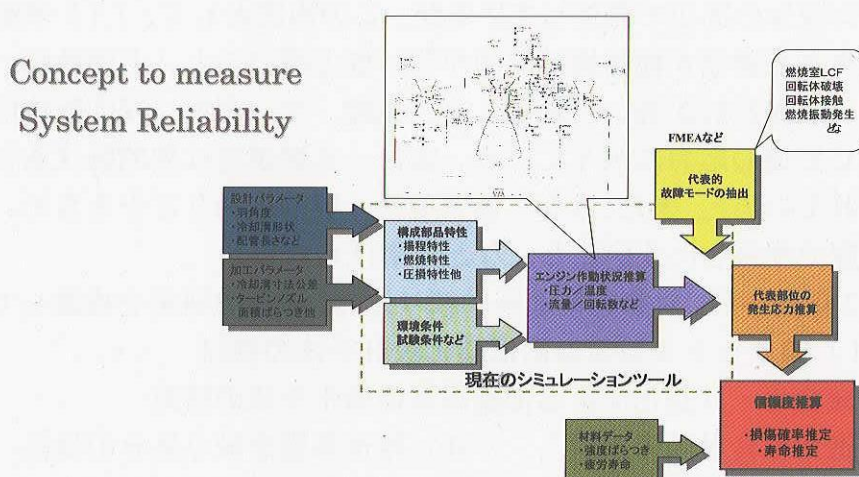 Concept to measure
System Reliability
燃焼室LCF
回転体破壊
回転体接触
燃焼振動発生
など
FMEAなど
代表的
故障モードの抽出
設計パラメータ
・羽角度
・冷却溝形状
・配管長さなど
加工パラメータ
・冷却溝寸法公差
・タービンノズル
面積ばらつき他
構成部品特性
・揚程特性
・燃焼特性
・圧損特性他
環境条件
試験条件など
エンジン作動状況推算
・圧力／温度
・流量／回転数など
代表部位の
発生応力推算
現在のシミュレーションツール
材料データ
・強度ばらつき
・疲労寿命
信頼度推算
・損傷確率推定
・寿命推定